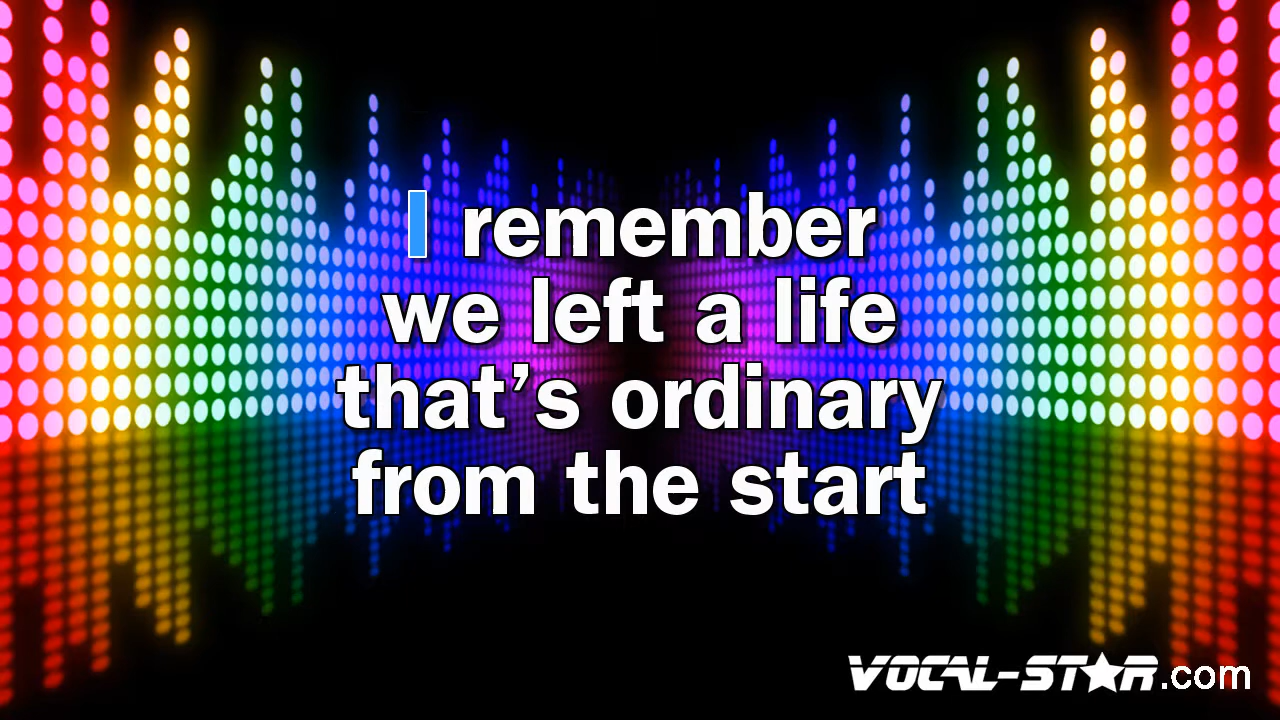 I remember
we left a life
that’s ordinary
from the start
VOCAL-STAR.com